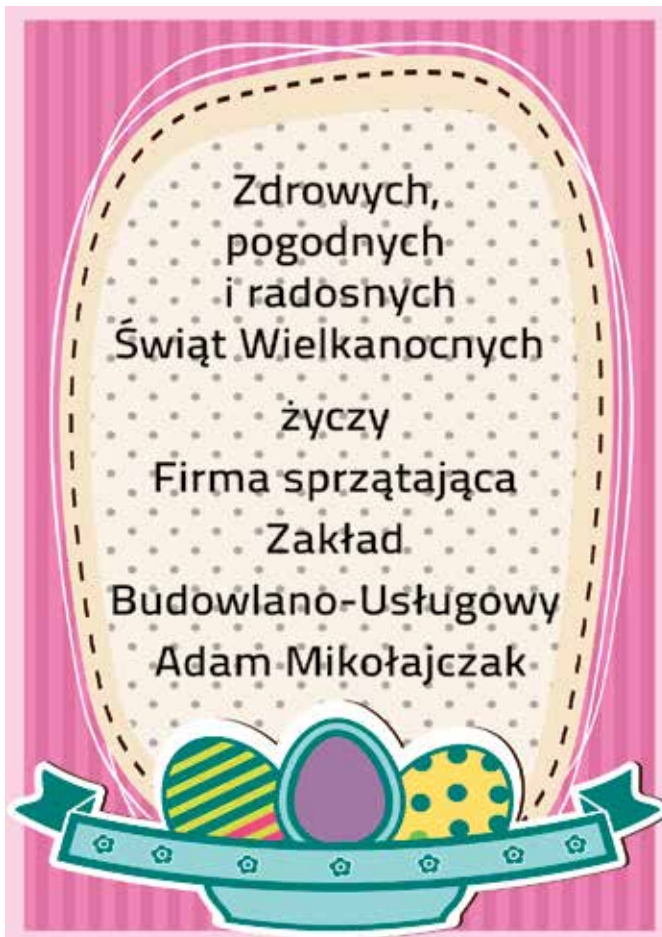 Zdrowych,
pogodnych
i radosnych
Świąt Wielkanocnych
życzy
Firma sprzątająca
Zakład
Budowlano-Usługowy
Adam Mikołajczak